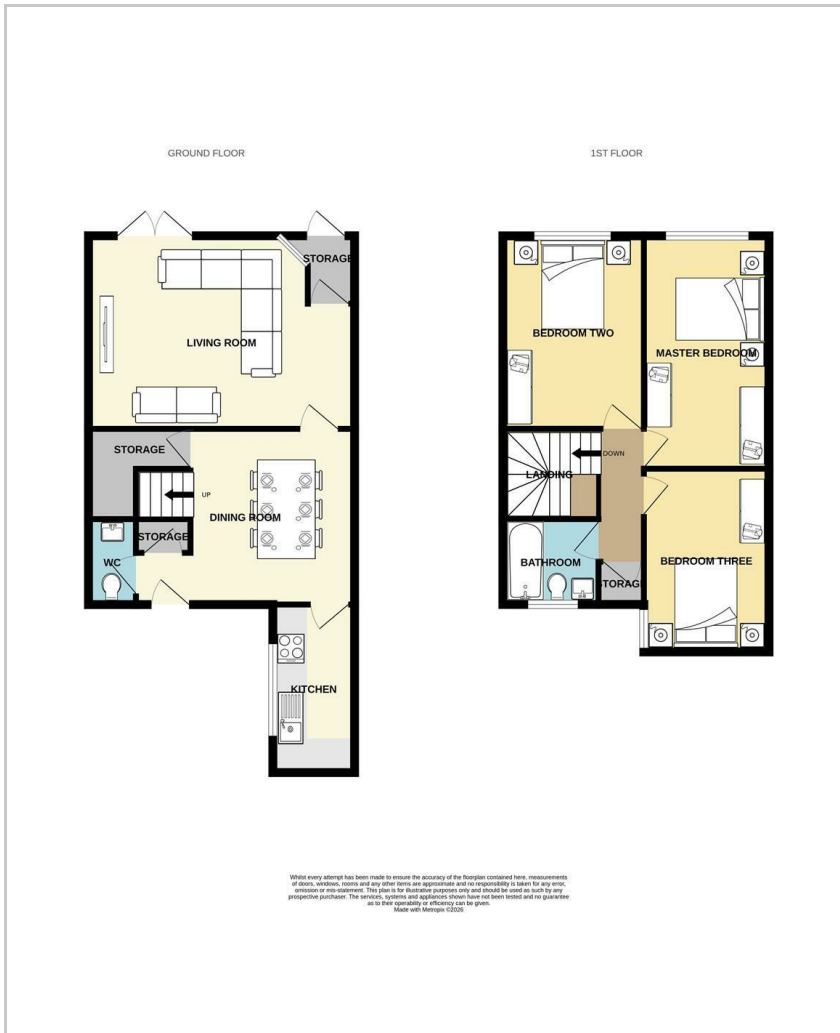 GROUND FLOOR
1ST FLOOR
STORAGE
LIVING ROOM
STORAGE
UP
DINING ROOM
STORAGE
WC
KITCHEN
BEDROOM TWO
MASTER BEDROOM
DOWN
LANDING
BATHROOM
BEDROOM THREE
STORAGE
Whilst every attempt has been made to ensure the accuracy of the floorplan contained here, measurements
of doors, windows, rooms and any other items are approximate and no responsibility is taken for any error,
omission or mis-statement. This plan is for illustrative purposes only and should be used as such by any
prospective purchaser. The services, systems and appliances shown have not been tested and no guarantee
as to their operability or efficiency can be given.
Made with Metropix ©2026